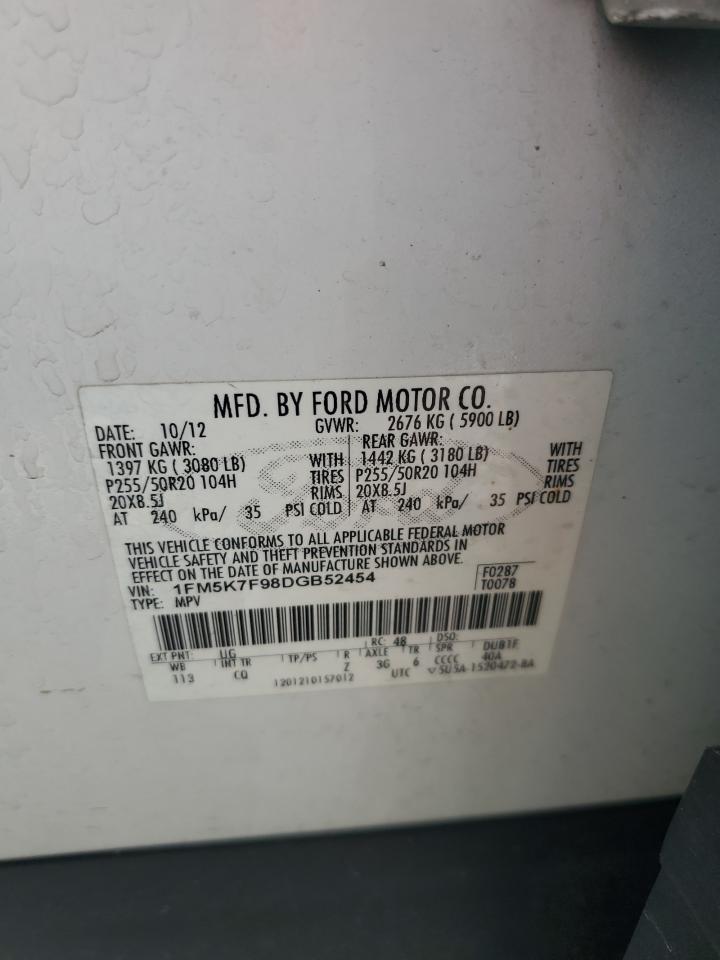 MFD. BY FORD MOTOR CO.
DATE: 10/12 GVWR: 2676 KG ( 5900 LB)
FRONT GAWR: REAR GAWR:
1397 KG ( 3080 LB) WITH 1442 KG ( 3180 LB) WITH
P255/50R20 104H TIRES P255/50R20 104H TIRES
20X8.5J RIMS 20X8.5J RIMS
AT 240 kPa/ 35 PSI COLD AT 240 kPa/ 35 PSI COLD
THIS VEHICLE CONFORMS TO ALL APPLICABLE FEDERAL MOTOR
VEHICLE SAFETY AND THEFT PREVENTION STANDARDS IN
EFFECT ON THE DATE OF MANUFACTURE SHOWN ABOVE.
VIN: 1FM5K7F98DGB52454 F0287
TYPE: MPV T0078
EXT PNT: UG RC: 48 DSO:
WB INT TR TP/PS R AXLE TR SPR DUB1F
113 CQ Z 3G 6 CCCC 40A
1201210157012 UTC ▽5U5A-1520472-BA